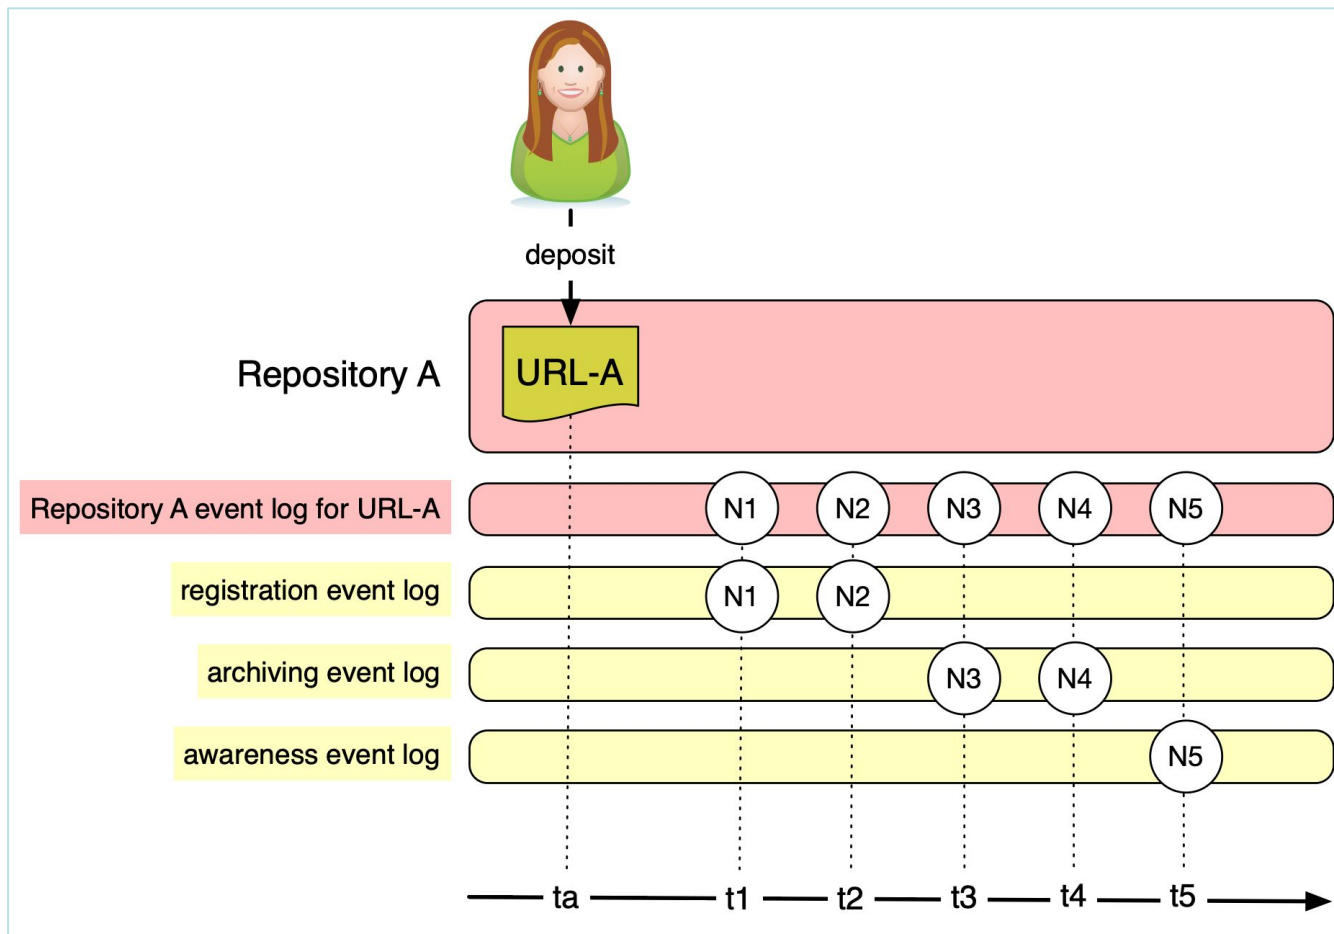 deposit
URL-A
Repository A
Repository A event log for URL-A
N1 N2 N3 N4 N5
registration event log
N1 N2
archiving event log
N3 N4
awareness event log
N5
ta t1 t2 t3 t4 t5